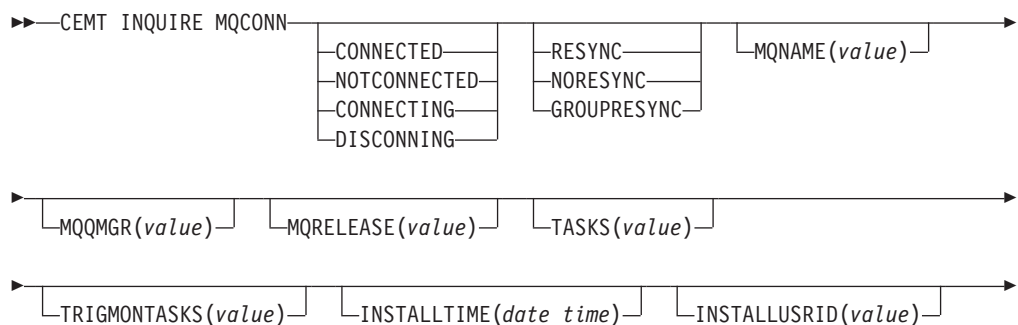 CEMT INQUIRE MQCONN
CONNECTED
NOTCONNECTED
CONNECTING
DISCONNING
RESYNC
NORESYNC
GROUPRESYNC
MQNAME(value)
MQQMGR(value)
MQRELEASE(value)
TASKS(value)
TRIGMONTASKS(value)
INSTALLTIME(date time)
INSTALLUSRID(value)